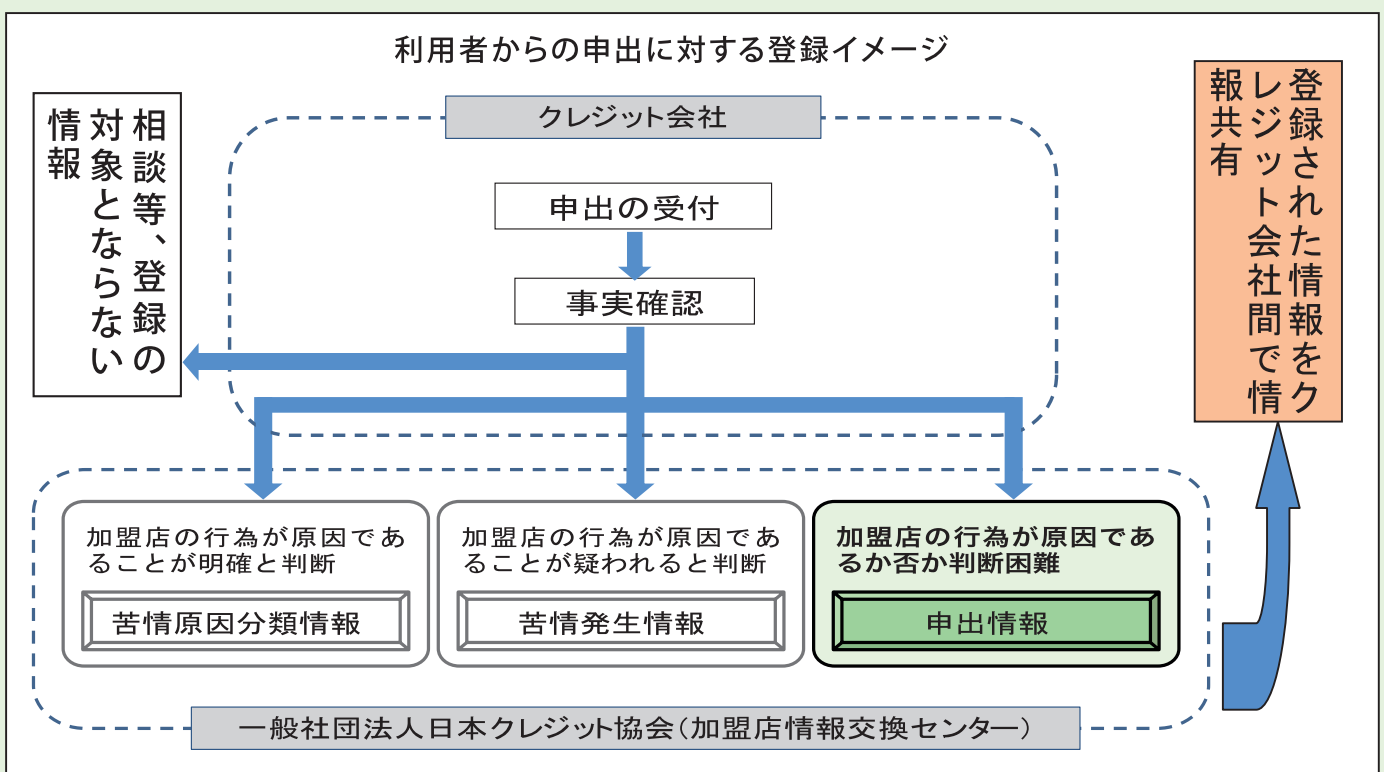 利用者からの申出に対する登録イメージ
クレジット会社
相談等、登録の
対象とならない
情報
申出の受付
事実確認
登録された情報をク
レジット会社間で情
報共有
加盟店の行為が原因であ
ることが明確と判断
苦情原因分類情報
加盟店の行為が原因であ
ることが疑われると判断
苦情発生情報
加盟店の行為が原因であ
るか否か判断困難
申出情報
一般社団法人日本クレジット協会(加盟店情報交換センター)